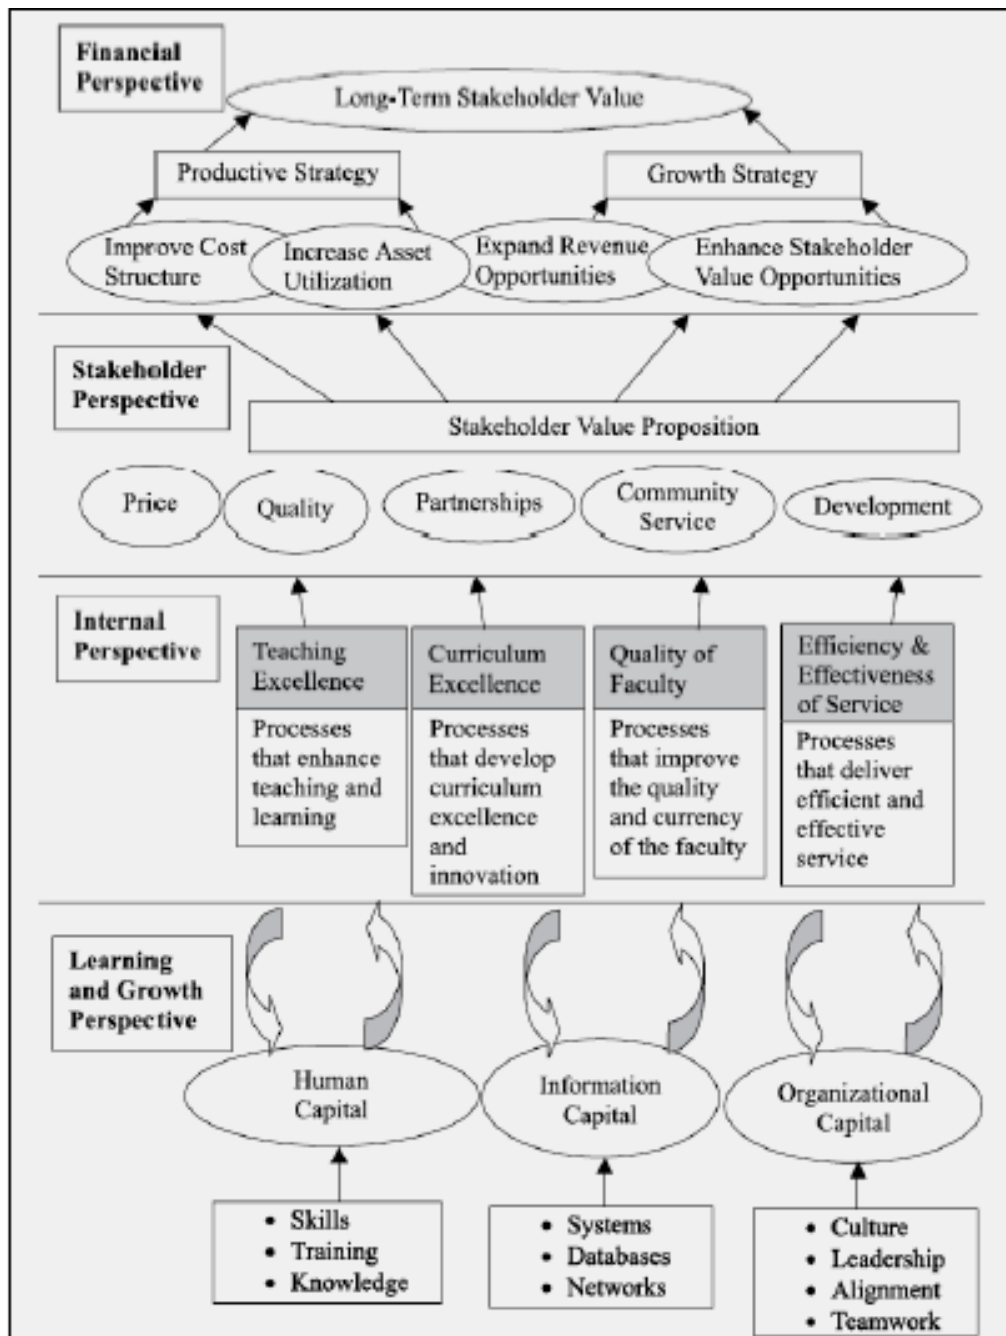 Financial
Perspective
Long-Term Stakeholder Value
Productive Strategy
Growth Strategy
Improve Cost
Structure
Increase Asset
Utilization
Expand Revenue
Opportunities
Enhance Stakeholder
Value Opportunities
Stakeholder
Perspective
Stakeholder Value Proposition
Price
Quality
Partnerships
Community
Service
Development
Internal
Perspective
Teaching
Excellence
Processes
that enhance
teaching and
learning
Curriculum
Excellence
Processes
that develop
curriculum
excellence
and
innovation
Quality of
Faculty
Processes
that improve
the quality
and currency
of the faculty
Efficiency &
Effectiveness
of Service
Processes
that deliver
efficient and
effective
service
Learning
and Growth
Perspective
Human
Capital
Information
Capital
Organizational
Capital
• Skills
• Training
• Knowledge
• Systems
• Databases
• Networks
• Culture
• Leadership
• Alignment
• Teamwork